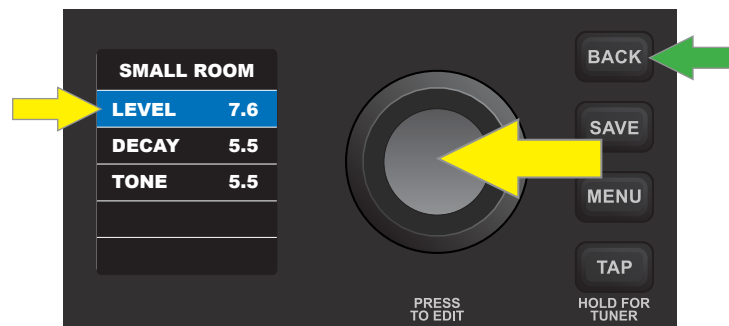 SMALL ROOM
LEVEL 7.6
DECAY 5.5
TONE 5.5
BACK
SAVE
MENU
TAP
PRESS
TO EDIT
HOLD FOR
TUNER